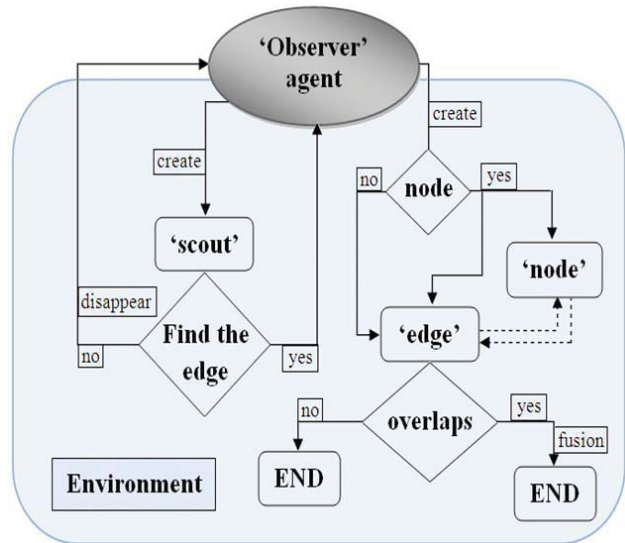 ‘Observer’
agent
create
create
no
node
yes
‘scout’
‘node’
disappear
Find the
edge
no
yes
‘edge’
no
overlaps
yes
fusion
END
END
Environment